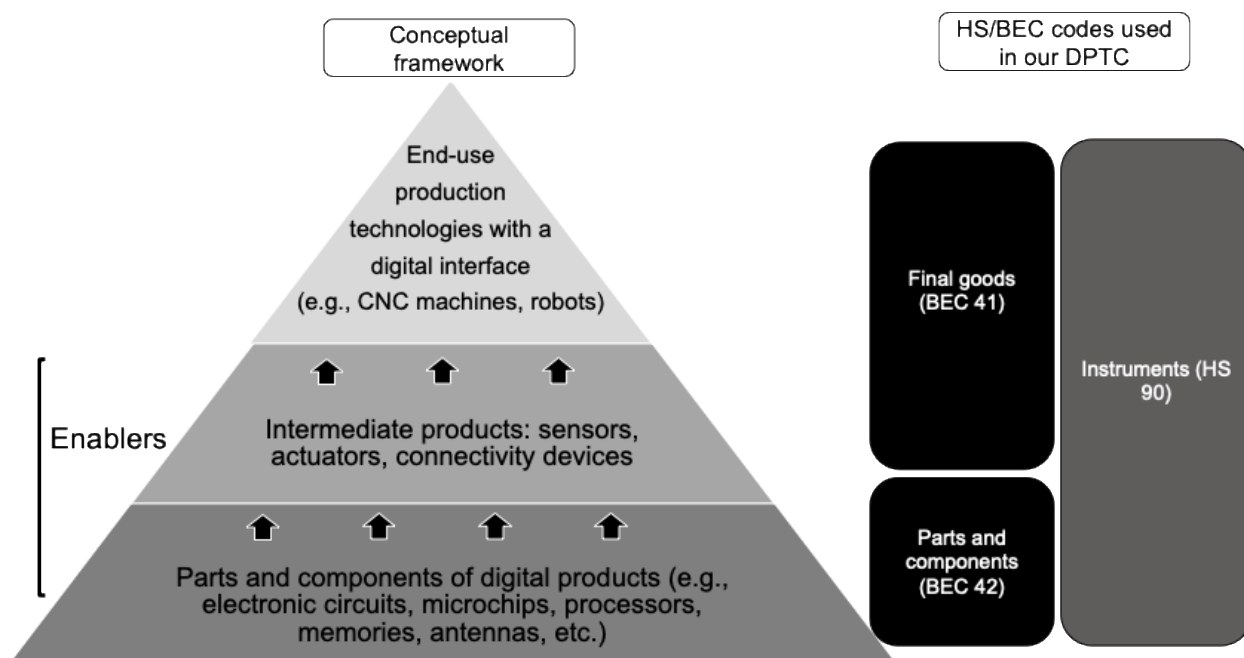 Conceptual
framework
HS/BEC codes used
in our DPTC
End-use
production
technologies with a
digital interface
(e.g., CNC machines, robots)
Final goods
(BEC 41)
Instruments (HS
90)
Enablers
Intermediate products: sensors,
actuators, connectivity devices
Parts and
components
(BEC 42)
Parts and components of digital products (e.g.,
electronic circuits, microchips, processors,
memories, antennas, etc.)